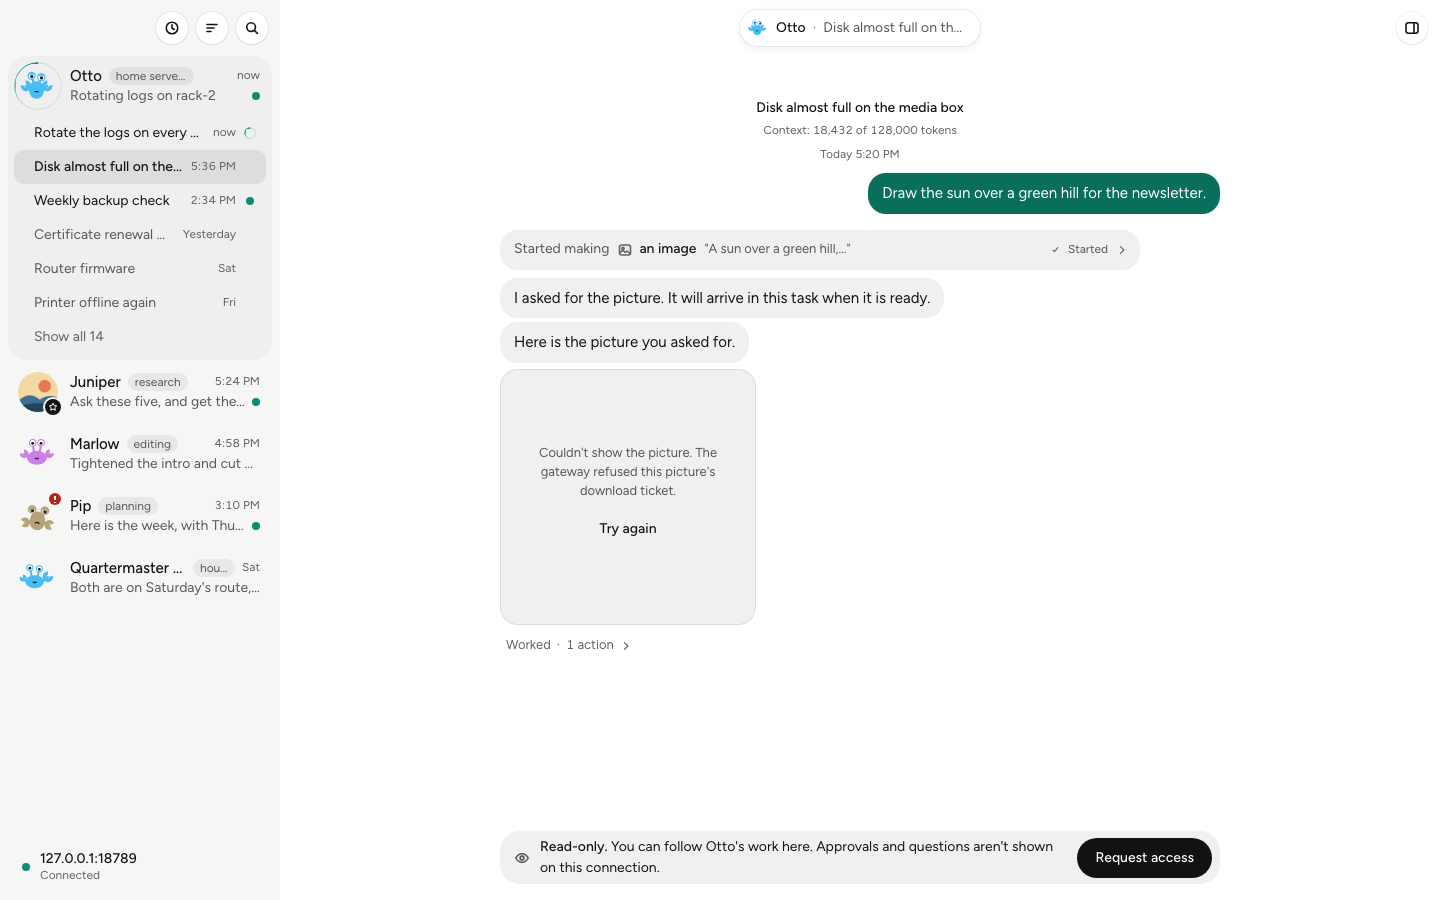 Otto home serve... now
Rotating logs on rack-2
Rotate the logs on every ... now
Disk almost full on the... 5:36 PM
Weekly backup check 2:34 PM
Certificate renewal ... Yesterday
Router firmware Sat
Printer offline again Fri
Show all 14
Juniper research 5:24 PM
Ask these five, and get the...
Marlow editing 4:58 PM
Tightened the intro and cut ...
Pip planning 3:10 PM
Here is the week, with Thu...
Quartermaster ... hou... Sat
Both are on Saturday's route,...
127.0.0.1:18789
Connected
Otto · Disk almost full on th...
Disk almost full on the media box
Context: 18,432 of 128,000 tokens
Today 5:20 PM
Draw the sun over a green hill for the newsletter.
Started making an image "A sun over a green hill,..." Started
I asked for the picture. It will arrive in this task when it is ready.
Here is the picture you asked for.
Couldn't show the picture. The
gateway refused this picture's
download ticket.
Try again
Worked · 1 action
Read-only. You can follow Otto's work here. Approvals and questions aren't shown
on this connection.
Request access